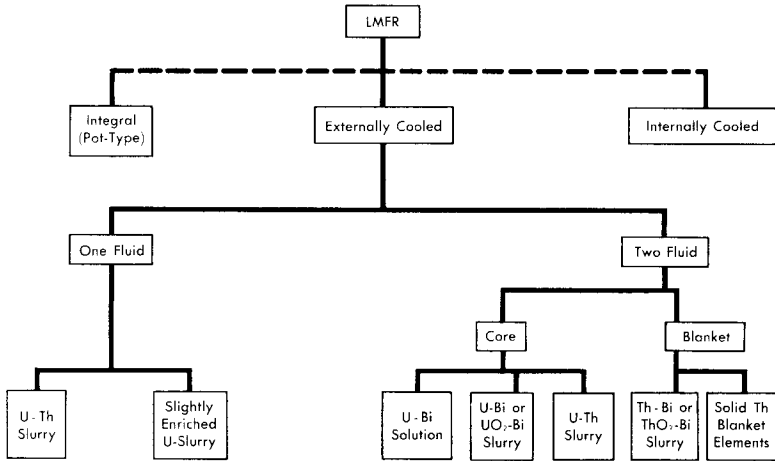 LMFR
Integral
(Pot-Type)
Externally Cooled
Internally Cooled
One Fluid
Two Fluid
Core
Blanket
U-Th
Slurry
Slightly
Enriched
U-Slurry
U-Bi
Solution
U-Bi or
UO₂-Bi
Slurry
U-Th
Slurry
Th-Bi or
ThO₂-Bi
Slurry
Solid Th
Blanket
Elements